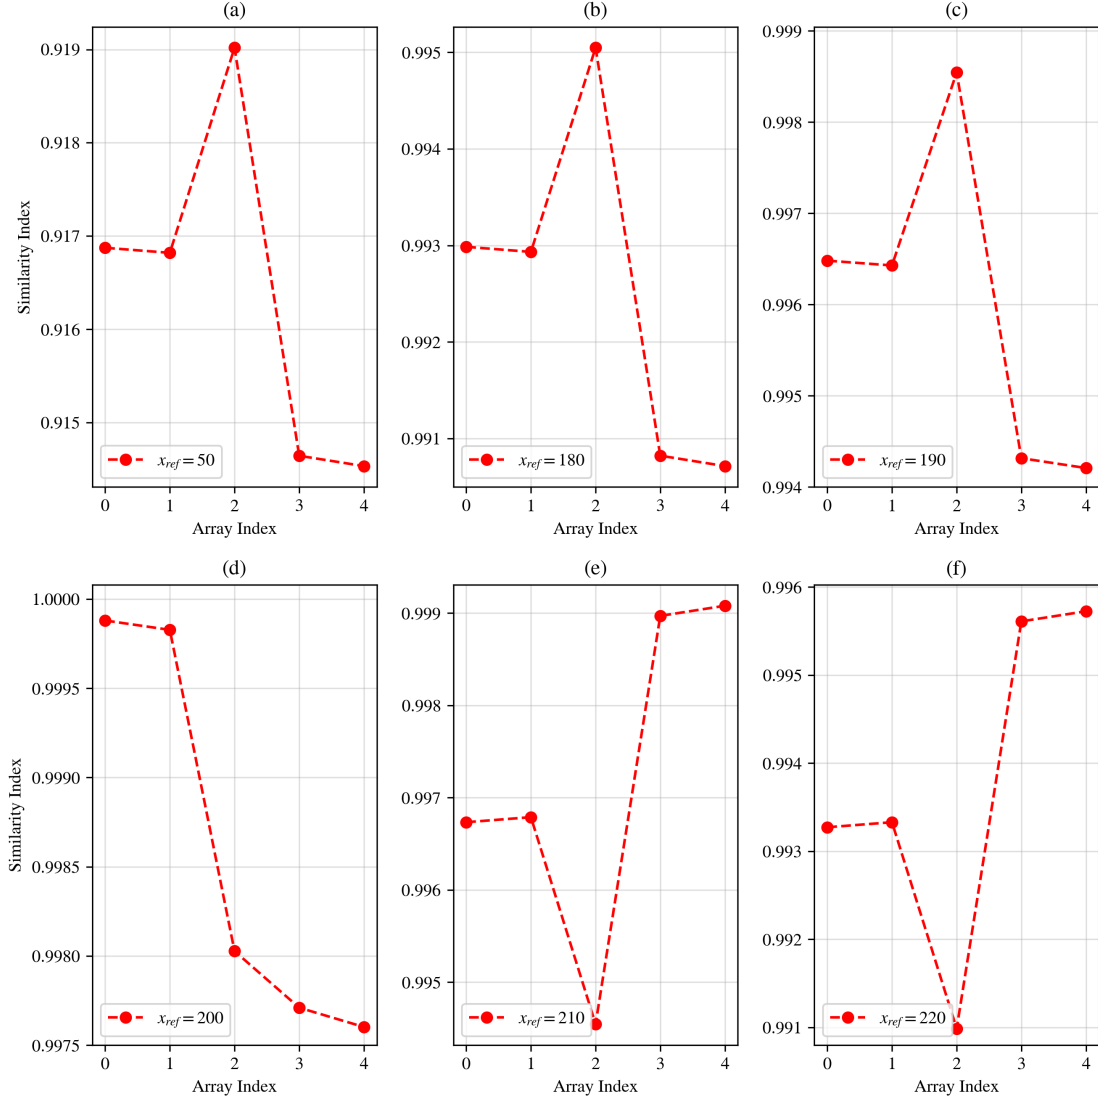 (a)
0.919
0.918
0.917
0.916
0.915
Similarity Index
x_ref = 50
0 1 2 3 4
Array Index
(b)
0.995
0.994
0.993
0.992
0.991
x_ref = 180
0 1 2 3 4
Array Index
(c)
0.999
0.998
0.997
0.996
0.995
0.994
x_ref = 190
0 1 2 3 4
Array Index
(d)
1.0000
0.9995
0.9990
0.9985
0.9980
0.9975
Similarity Index
x_ref = 200
0 1 2 3 4
Array Index
(e)
0.999
0.998
0.997
0.996
0.995
x_ref = 210
0 1 2 3 4
Array Index
(f)
0.996
0.995
0.994
0.993
0.992
0.991
x_ref = 220
0 1 2 3 4
Array Index